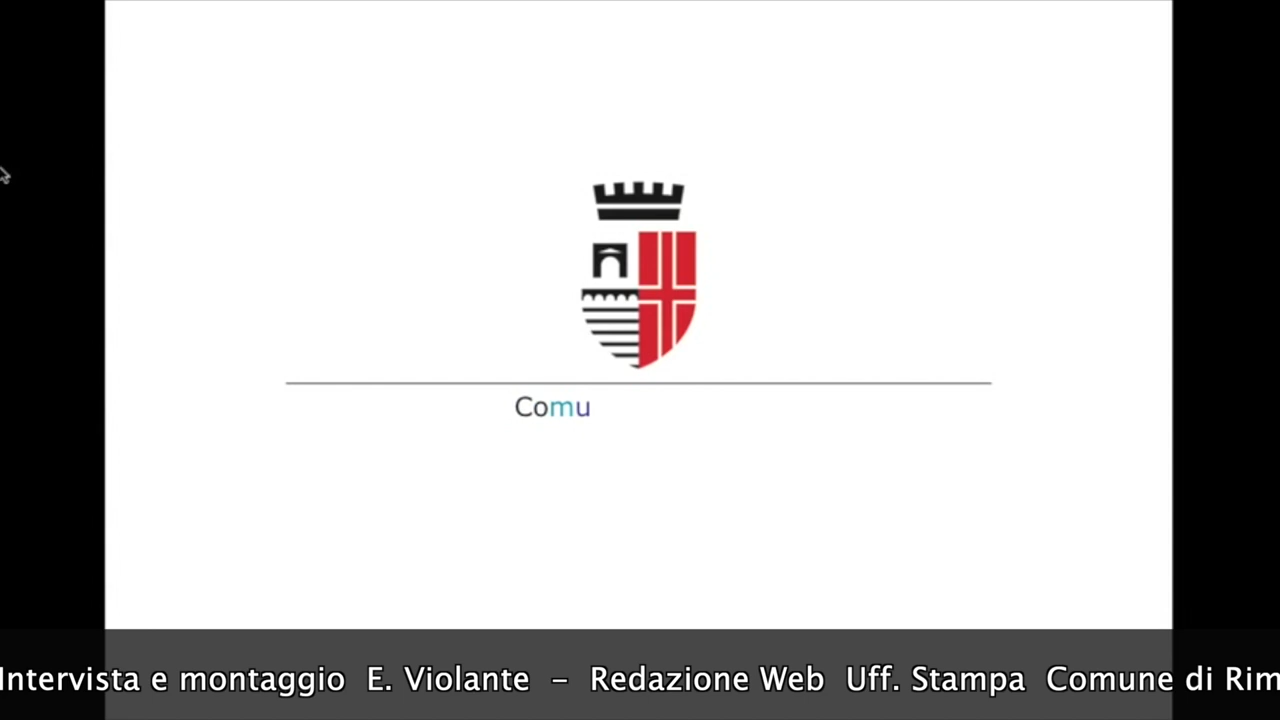 Comu
Intervista e montaggio E. Violante – Redazione Web Uff. Stampa Comune di Rim